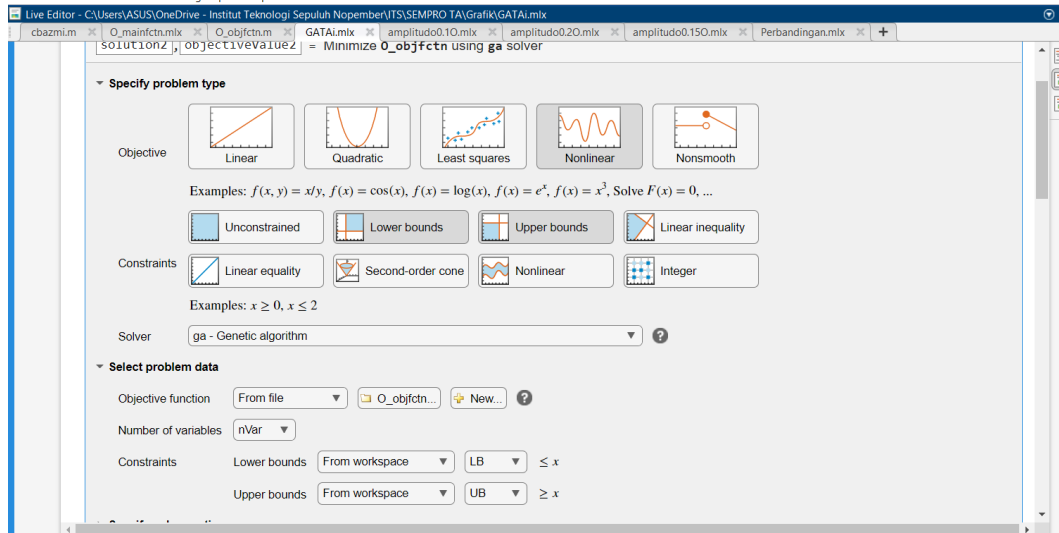 Live Editor - C:\Users\ASUS\OneDrive - Institut Teknologi Sepuluh Nopember\ITS\SEMPRO TA\Grafik\GATAi.mlx
cbazmi.m O_mainfctn.mlx O_objfctn.m GATAi.mlx amplitudo0.1O.mlx amplitudo0.2O.mlx amplitudo0.15O.mlx Perbandingan.mlx +
solution2, objectiveValue2 = Minimize O_objfctn using ga solver
Specify problem type
Objective
Linear Quadratic Least squares Nonlinear Nonsmooth
Examples: f(x, y) = x/y, f(x) = cos(x), f(x) = log(x), f(x) = eˣ, f(x) = x³, Solve F(x) = 0, ...
Unconstrained Lower bounds Upper bounds Linear inequality
Constraints
Linear equality Second-order cone Nonlinear Integer
Examples: x ≥ 0, x ≤ 2
Solver ga - Genetic algorithm ?
Select problem data
Objective function From file O_objfctn... New... ?
Number of variables nVar
Constraints Lower bounds From workspace LB ≤ x
Upper bounds From workspace UB ≥ x